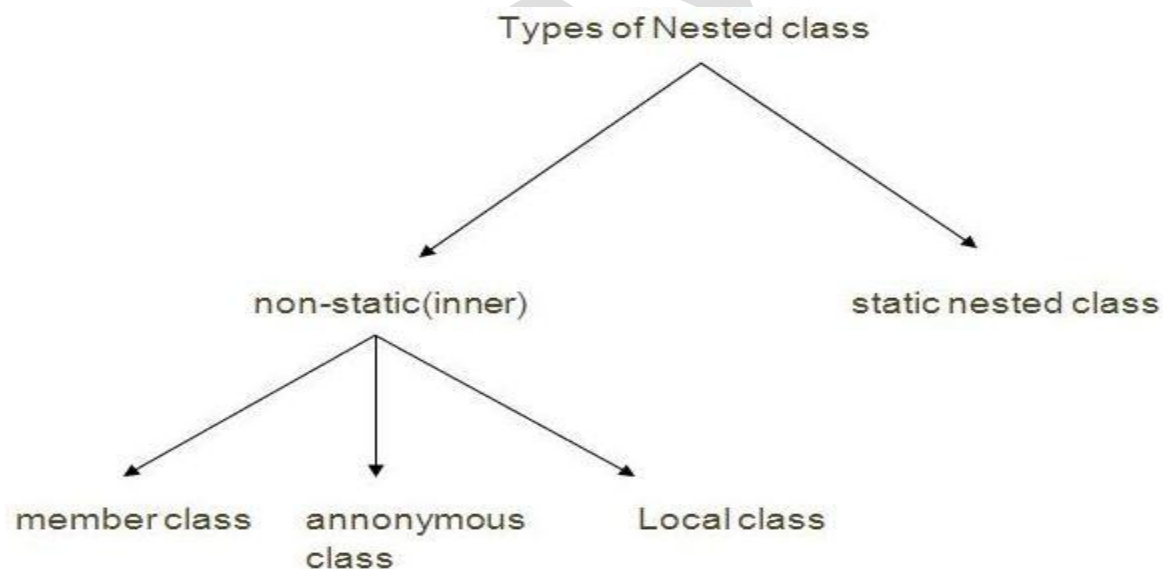 Types of Nested class
non-static(inner)
static nested class
member class
annonymous
class
Local class